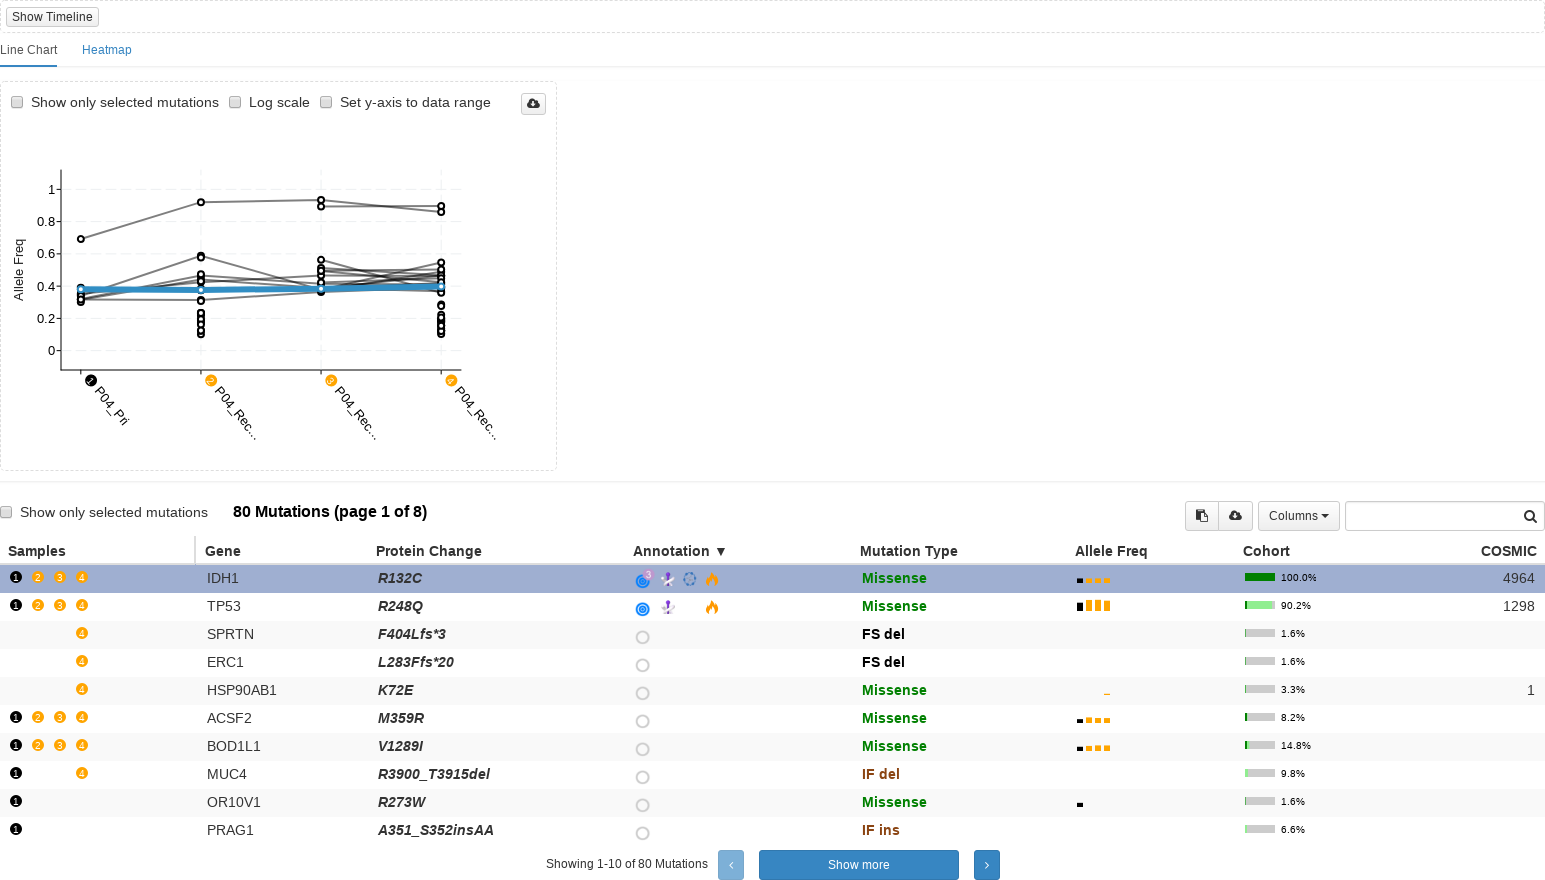 Show Timeline
Line Chart Heatmap
Show only selected mutations Log scale Set y-axis to data range
Allele Freq
1
0.8
0.6
0.4
0.2
0
P04_Pri P04_Rec... P04_Rec... P04_Rec...
Show only selected mutations 80 Mutations (page 1 of 8) Columns
Samples Gene Protein Change Annotation ▼ Mutation Type Allele Freq Cohort COSMIC
1 2 3 4 IDH1 R132C 3 Missense 100.0% 4964
1 2 3 4 TP53 R248Q Missense 90.2% 1298
4 SPRTN F404Lfs*3 FS del 1.6%
4 ERC1 L283Ffs*20 FS del 1.6%
4 HSP90AB1 K72E Missense 3.3% 1
1 2 3 4 ACSF2 M359R Missense 8.2%
1 2 3 4 BOD1L1 V1289I Missense 14.8%
1 4 MUC4 R3900_T3915del IF del 9.8%
1 OR10V1 R273W Missense 1.6%
1 PRAG1 A351_S352insAA IF ins 6.6%
Showing 1-10 of 80 Mutations ‹ Show more ›